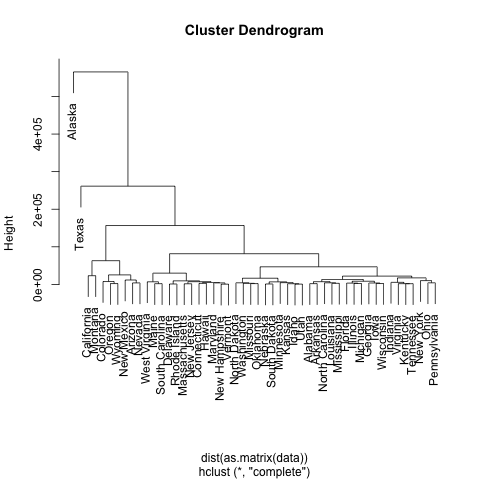 Cluster Dendrogram
Height
0e+00
2e+05
4e+05
Alaska
Texas
California
Montana
Colorado
Oregon
Wyoming
New Mexico
Arizona
Nevada
West Virginia
Maine
South Carolina
Delaware
Rhode Island
Massachusetts
New Jersey
Connecticut
Hawaii
Maryland
New Hampshire
Vermont
North Dakota
Washington
Missouri
Oklahoma
Nebraska
South Dakota
Minnesota
Kansas
Idaho
Utah
Alabama
Arkansas
North Carolina
Louisiana
Mississippi
Florida
Illinois
Michigan
Georgia
Iowa
Wisconsin
Indiana
Virginia
Kentucky
Tennessee
New York
Ohio
Pennsylvania
dist(as.matrix(data))
hclust (*, "complete")